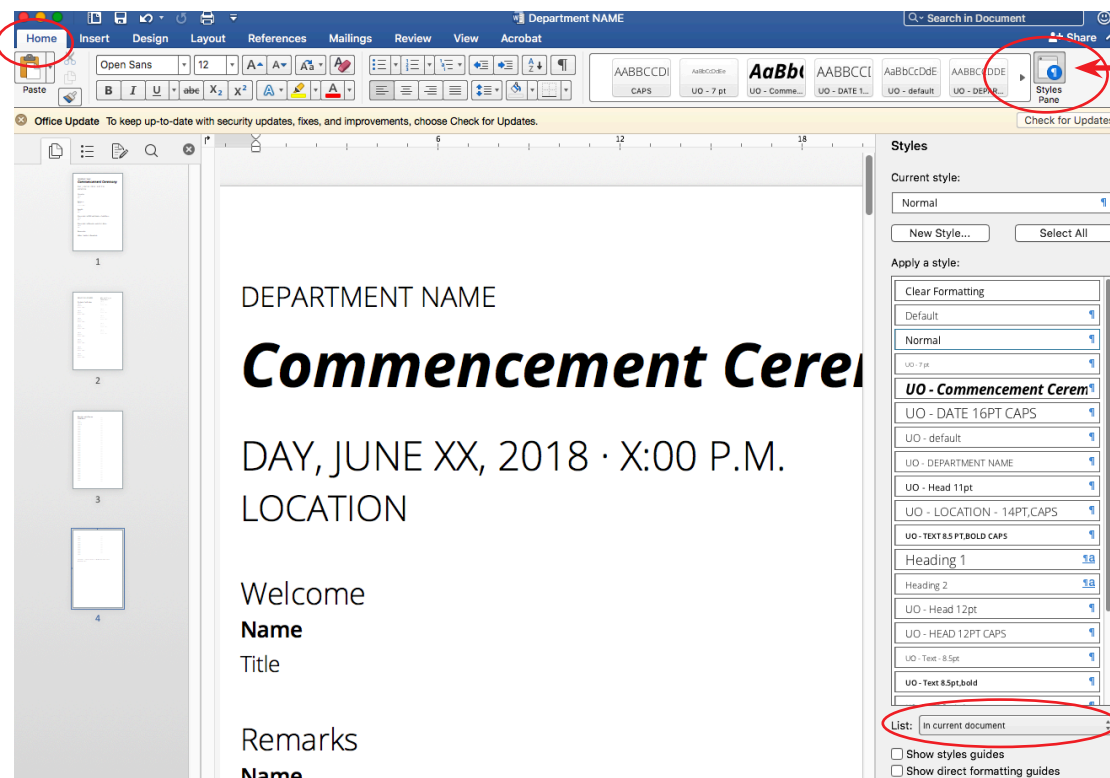 Department NAME
Search in Document
Home Insert Design Layout References Mailings Review View Acrobat
Share
Paste
Open Sans 12 A A Aa A
B I U abc X2 X2 A A
AABBCCDI AaBbCcDdEe AaBb( AABBCC[ AaBbCcDdE AABBCCDDE
CAPS UO - 7 pt UO - Comme... UO - DATE 1... UO - default UO - DEPAR...
Styles
Pane
Office Update To keep up-to-date with security updates, fixes, and improvements, choose Check for Updates.
Check for Updates
6 12 18
1
2
3
4
DEPARTMENT NAME
Commencement Cerem
DAY, JUNE XX, 2018 · X:00 P.M.
LOCATION
Welcome
Name
Title
Remarks
Name
Styles
Current style:
Normal
New Style... Select All
Apply a style:
Clear Formatting
Default
Normal
UO - 7 pt
UO - Commencement Cerem
UO - DATE 16PT CAPS
UO - default
UO - DEPARTMENT NAME
UO - Head 11pt
UO - LOCATION - 14PT,CAPS
UO - TEXT 8.5 PT,BOLD CAPS
Heading 1
Heading 2
UO - Head 12pt
UO - HEAD 12PT CAPS
UO - Text - 8.5pt
UO - Text 8.5pt,bold
List: In current document
Show styles guides
Show direct formatting guides